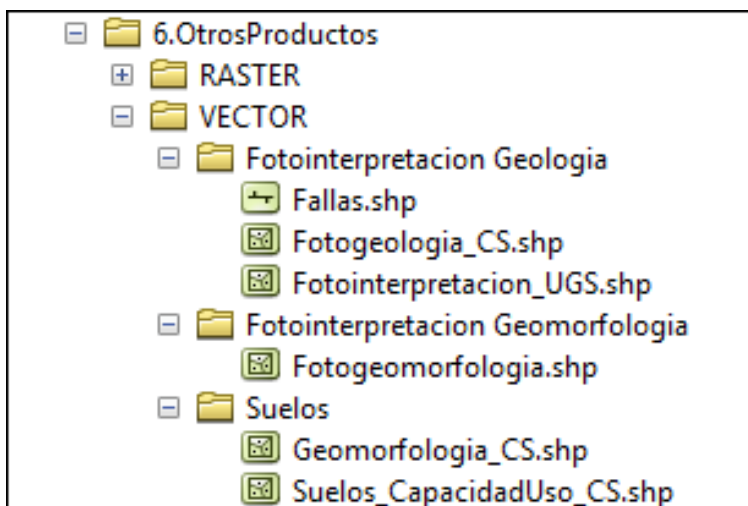 6.OtrosProductos
RASTER
VECTOR
Fotointerpretacion Geologia
Fallas.shp
Fotogeologia_CS.shp
Fotointerpretacion_UGS.shp
Fotointerpretacion Geomorfologia
Fotogeomorfologia.shp
Suelos
Geomorfologia_CS.shp
Suelos_CapacidadUso_CS.shp